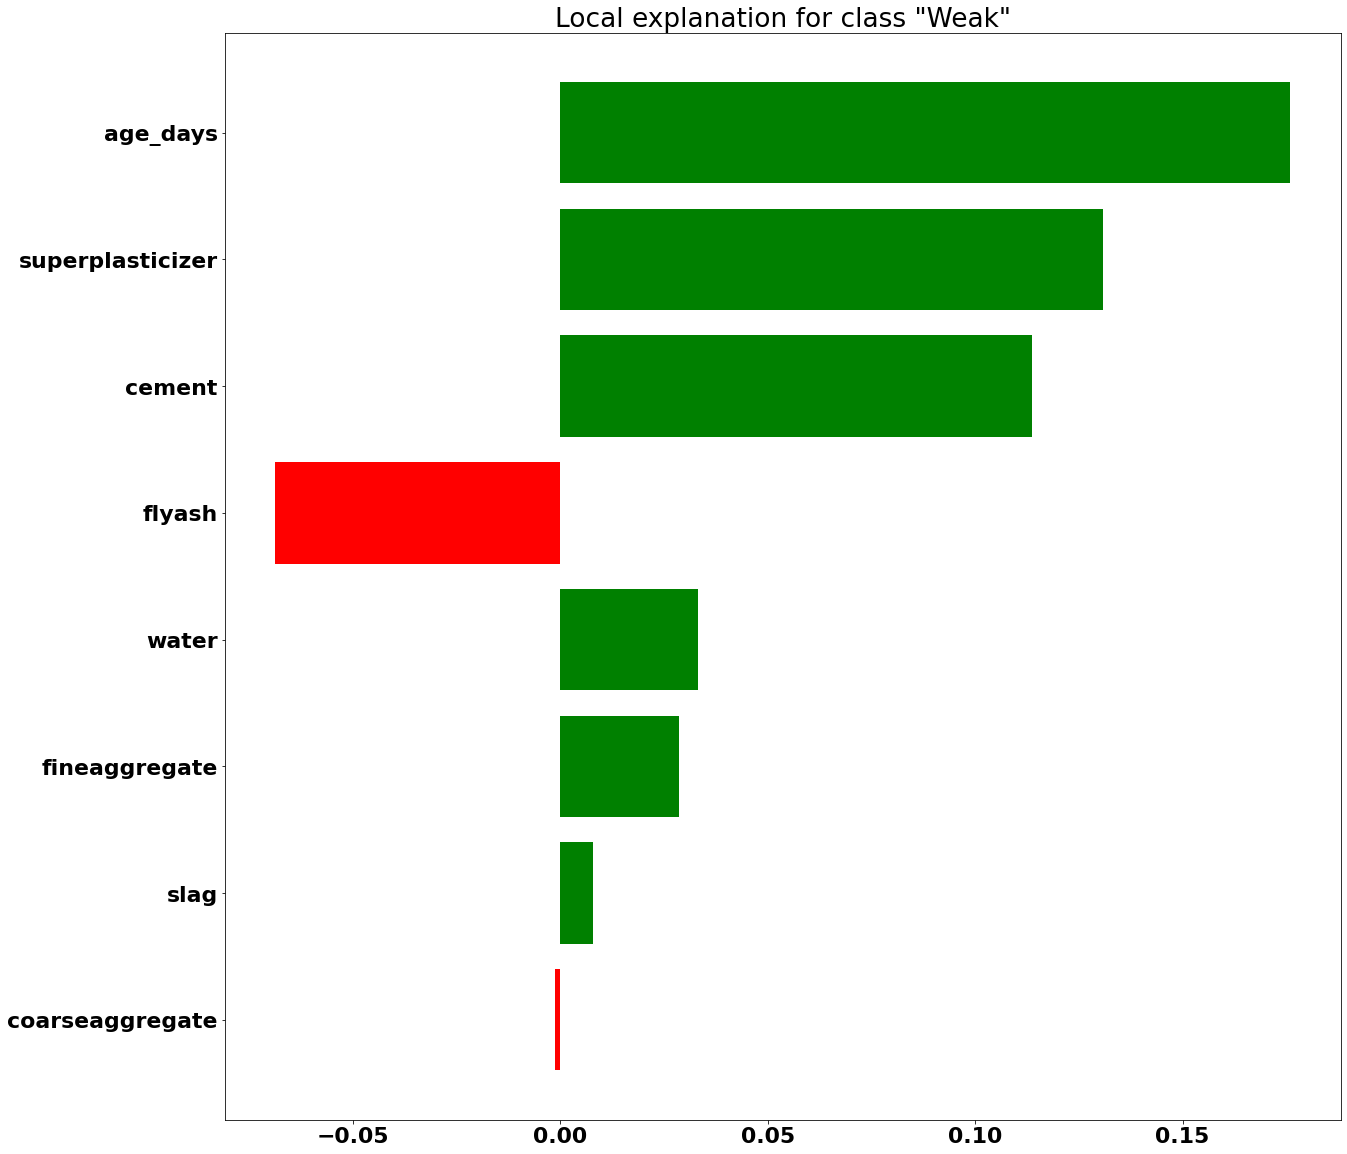 Local explanation for class "Weak"
age_days
superplasticizer
cement
flyash
water
fineaggregate
slag
coarseaggregate
−0.05 0.00 0.05 0.10 0.15